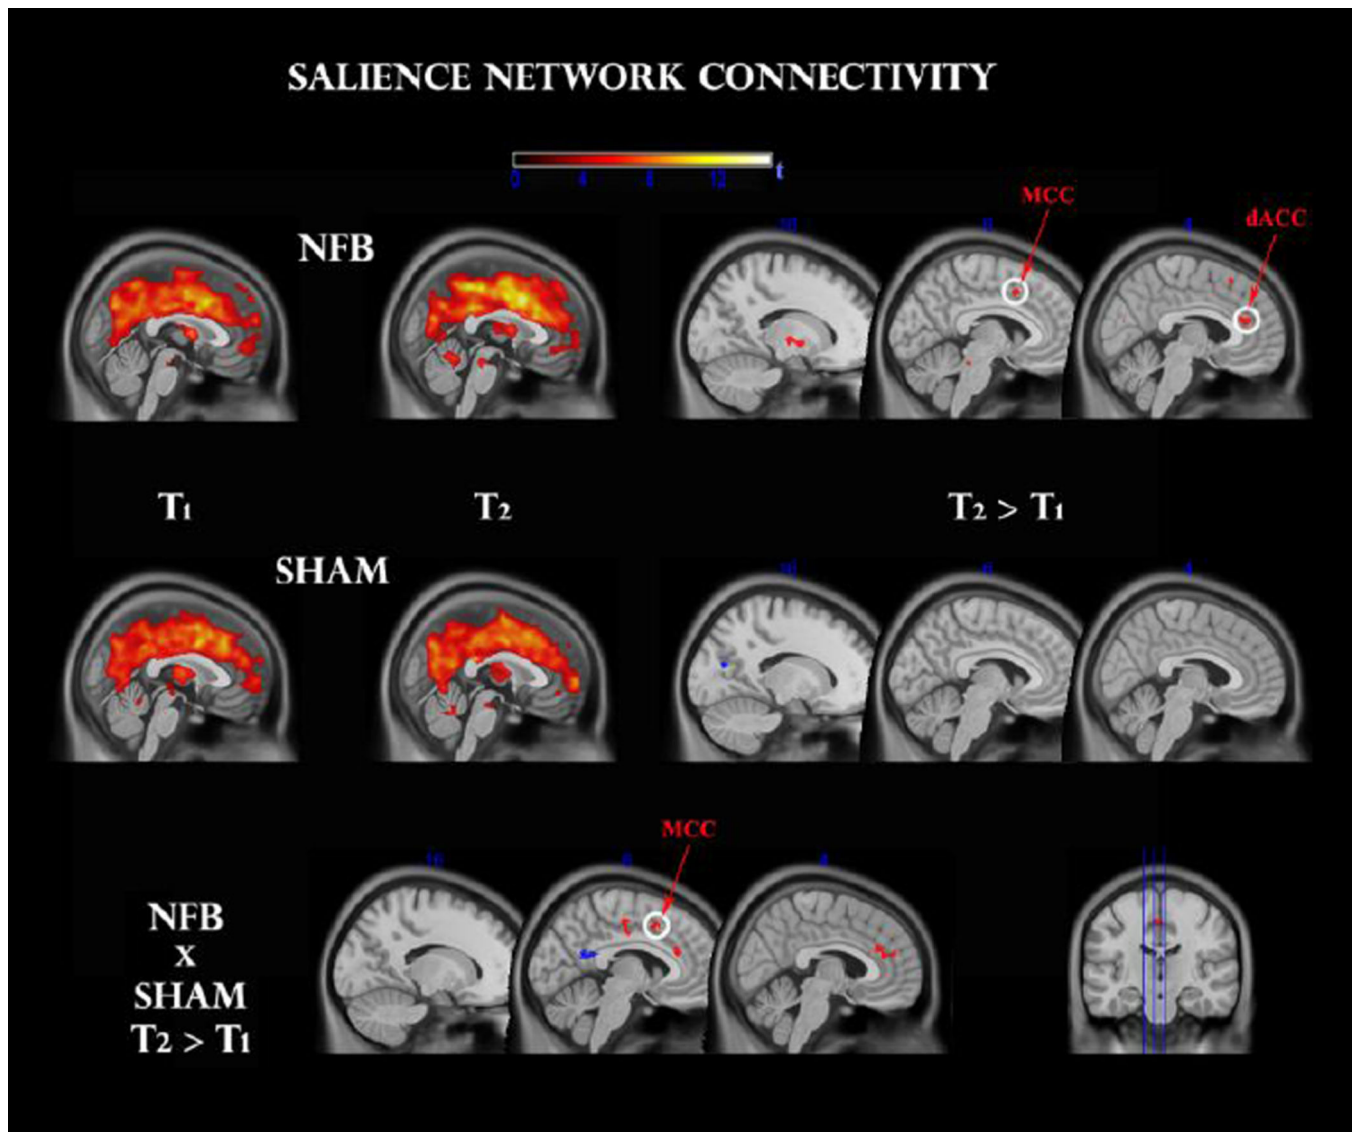 SALIENCE NETWORK CONNECTIVITY
0 4 8 12 t
MCC
dACC
NFB
T1 T2 T2 > T1
SHAM
MCC
16
NFB
X
SHAM
T2 > T1